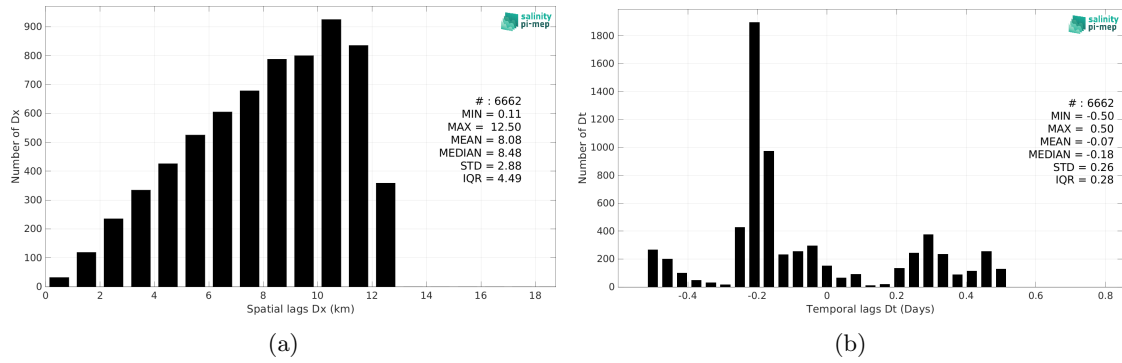 900
800
700
600
500
400
300
200
100
0
Number of Dx
0 2 4 6 8 10 12 14 16 18
Spatial lags Dx (km)
salinity
pi-mep
# : 6662
MIN = 0.11
MAX = 12.50
MEAN = 8.08
MEDIAN = 8.48
STD = 2.88
IQR = 4.49
(a)
1800
1600
1400
1200
1000
800
600
400
200
0
Number of Dt
-0.4 -0.2 0 0.2 0.4 0.6 0.8
Temporal lags Dt (Days)
salinity
pi-mep
# : 6662
MIN = -0.50
MAX = 0.50
MEAN = -0.07
MEDIAN = -0.18
STD = 0.26
IQR = 0.28
(b)